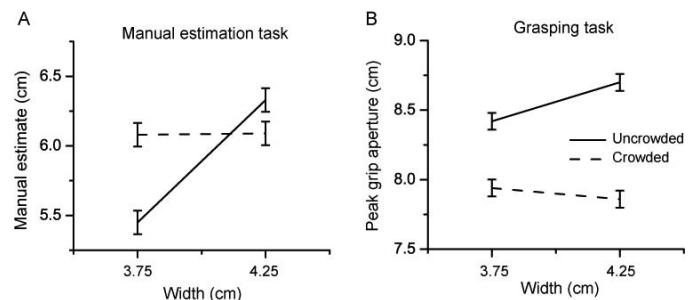 A
Manual estimation task
Manual estimate (cm)
6.5
6.0
5.5
3.75
4.25
Width (cm)
B
Grasping task
Peak grip aperture (cm)
9.0
8.5
8.0
7.5
Uncrowded
Crowded
3.75
4.25
Width (cm)